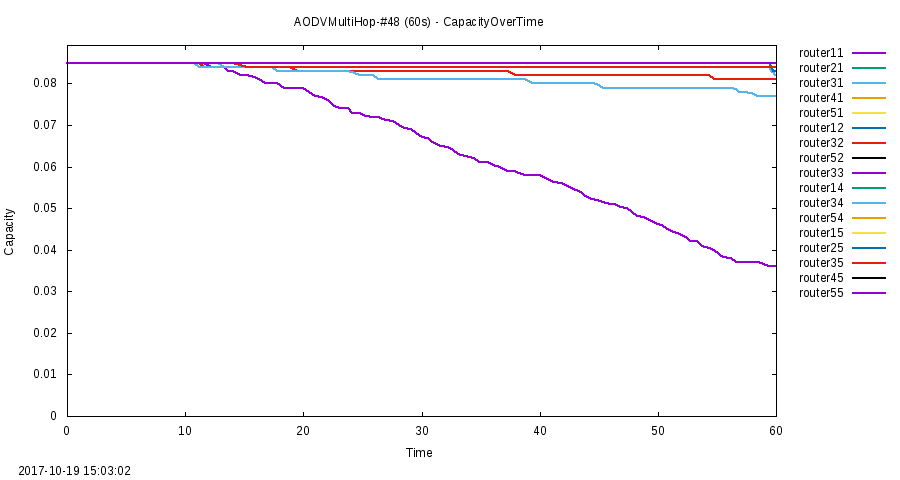 AODVMultiHop-#48 (60s) - CapacityOverTime
router11
router21
router31
router41
router51
router12
router32
router52
router33
router14
router34
router54
router15
router25
router35
router45
router55
0.08
0.07
0.06
0.05
0.04
0.03
0.02
0.01
0
Capacity
0 10 20 30 40 50 60
Time
2017-10-19 15:03:02